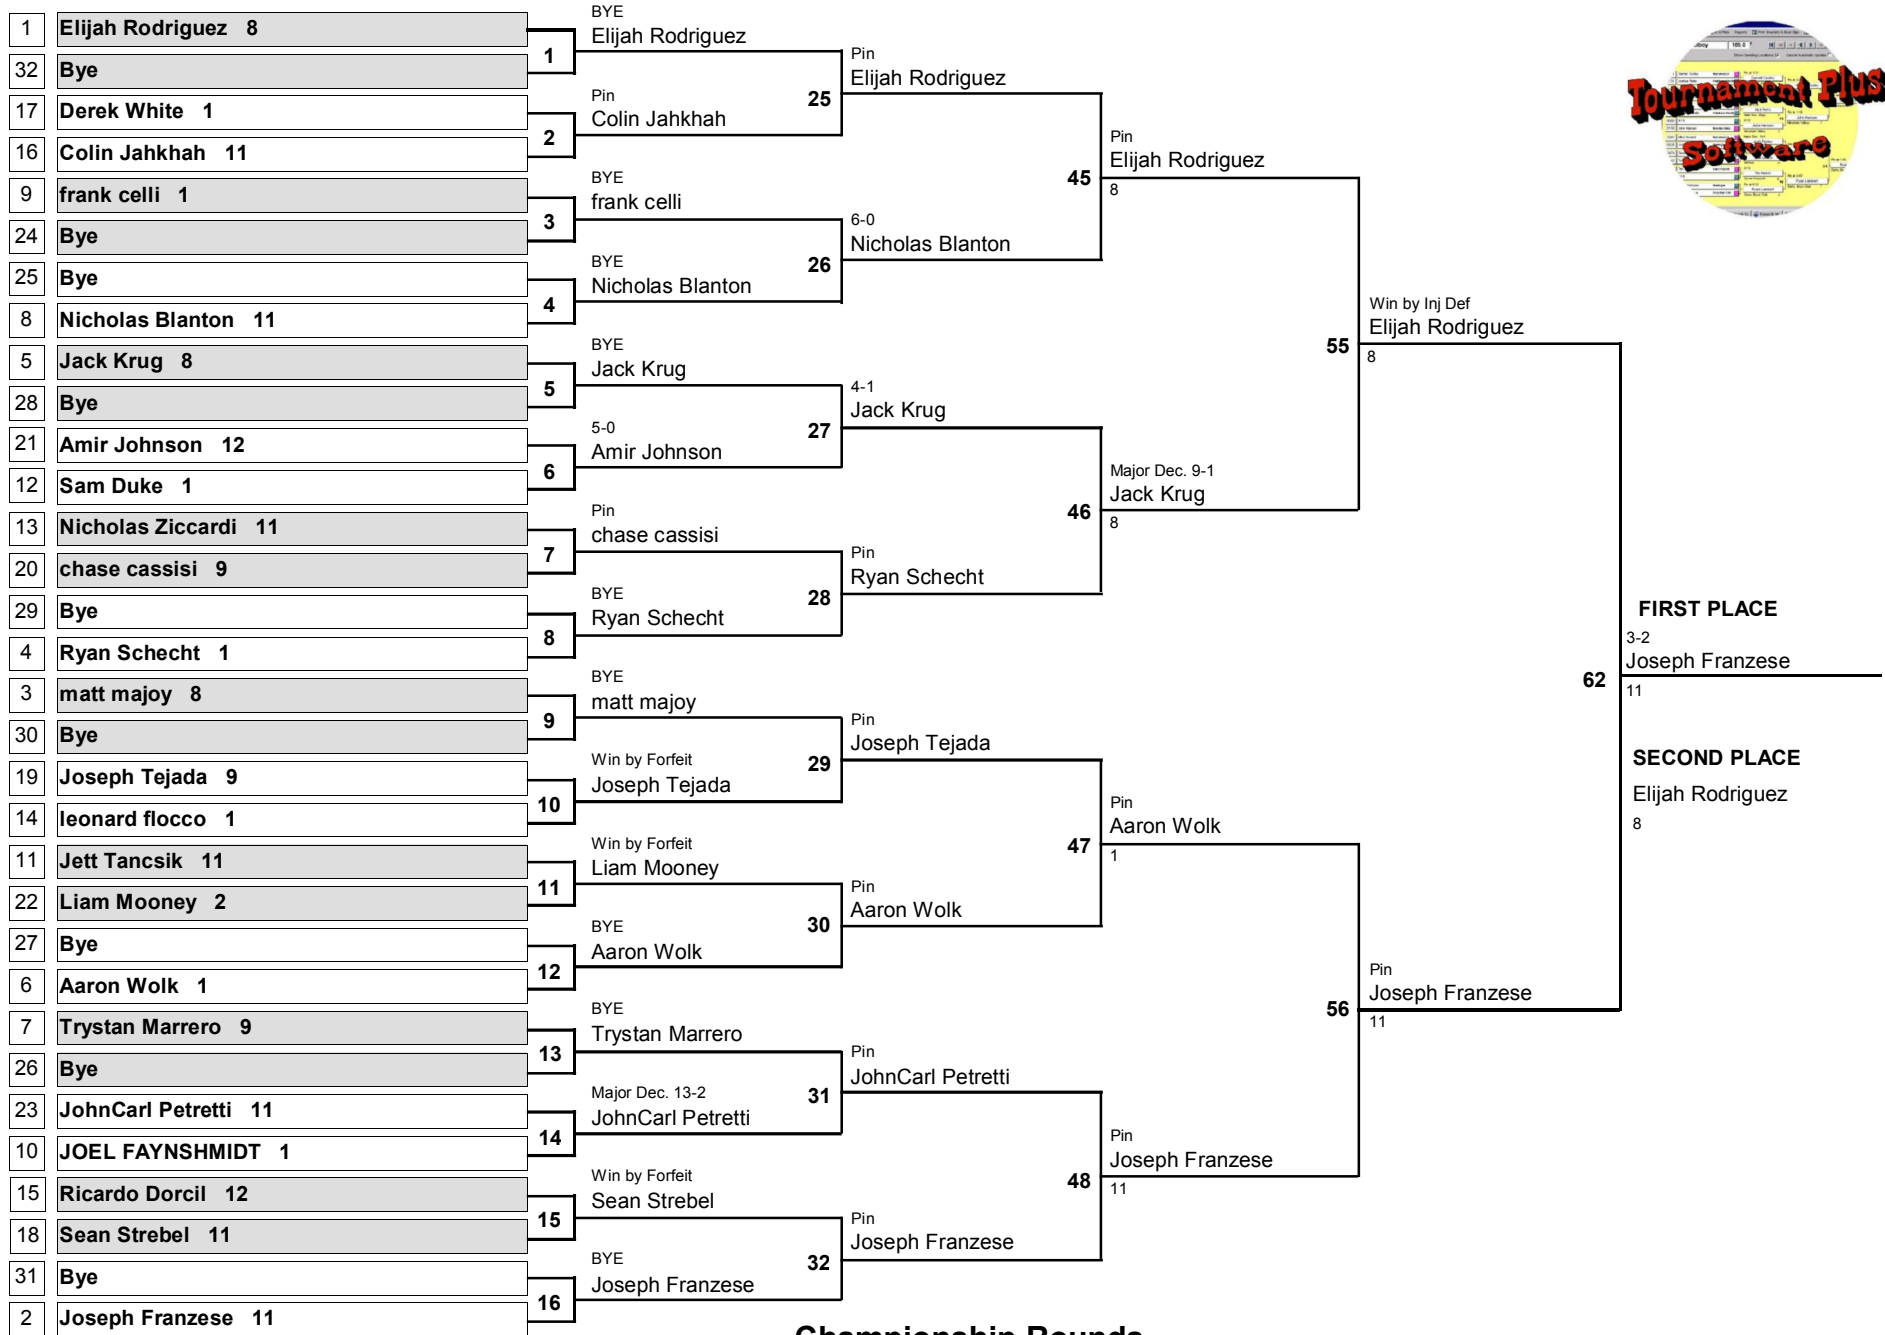 1 Elijah Rodriguez 8
32 Bye
17 Derek White 1
16 Colin Jahkhah 11
9 frank celli 1
24 Bye
25 Bye
8 Nicholas Blanton 11
5 Jack Krug 8
28 Bye
21 Amir Johnson 12
12 Sam Duke 1
13 Nicholas Ziccardi 11
20 chase cassisi 9
29 Bye
4 Ryan Schecht 1
3 matt majoy 8
30 Bye
19 Joseph Tejada 9
14 leonard flocco 1
11 Jett Tancsik 11
22 Liam Mooney 2
27 Bye
6 Aaron Wolk 1
7 Trystan Marrero 9
26 Bye
23 JohnCarl Petretti 11
10 JOEL FAYNSHMIDT 1
15 Ricardo Dorcil 12
18 Sean Strebel 11
31 Bye
2 Joseph Franzese 11
BYE
Elijah Rodriguez
1
Pin
Colin Jahkhah
2
BYE
frank celli
3
BYE
Nicholas Blanton
4
BYE
Jack Krug
5
5-0
Amir Johnson
6
Pin
chase cassisi
7
BYE
Ryan Schecht
8
BYE
matt majoy
9
Win by Forfeit
Joseph Tejada
10
Win by Forfeit
Liam Mooney
11
BYE
Aaron Wolk
12
BYE
Trystan Marrero
13
Major Dec. 13-2
JohnCarl Petretti
14
Win by Forfeit
Sean Strebel
15
BYE
Joseph Franzese
16
Pin
Elijah Rodriguez
25
6-0
Nicholas Blanton
26
4-1
Jack Krug
27
Pin
Ryan Schecht
28
Pin
Joseph Tejada
29
Pin
Aaron Wolk
30
Pin
JohnCarl Petretti
31
Pin
Joseph Franzese
32
Pin
Elijah Rodriguez
45
8
Major Dec. 9-1
Jack Krug
46
8
Pin
Aaron Wolk
47
1
Pin
Joseph Franzese
48
11
Win by Inj Def
Elijah Rodriguez
55
8
Pin
Joseph Franzese
56
11
FIRST PLACE
3-2
Joseph Franzese
62
11
SECOND PLACE
Elijah Rodriguez
8
Tournament Plus
Software
Championship Rounds